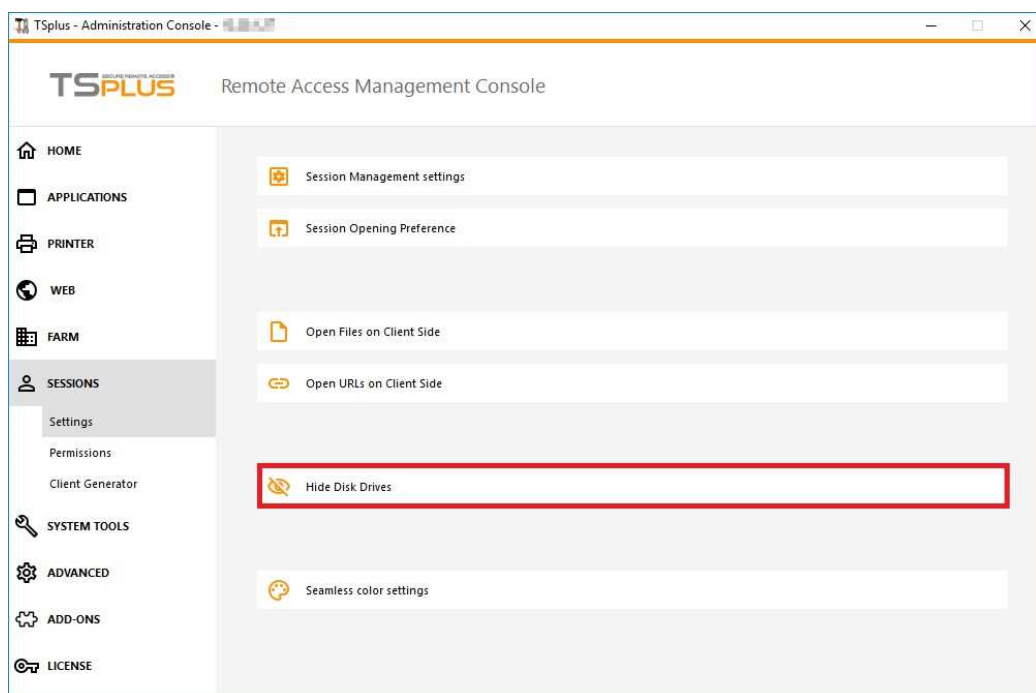 TSplus - Administration Console -
TSPLUS SECURE REMOTE ACCESS®
Remote Access Management Console
HOME
APPLICATIONS
PRINTER
WEB
FARM
SESSIONS
Settings
Permissions
Client Generator
SYSTEM TOOLS
ADVANCED
ADD-ONS
LICENSE
Session Management settings
Session Opening Preference
Open Files on Client Side
Open URLs on Client Side
Hide Disk Drives
Seamless color settings